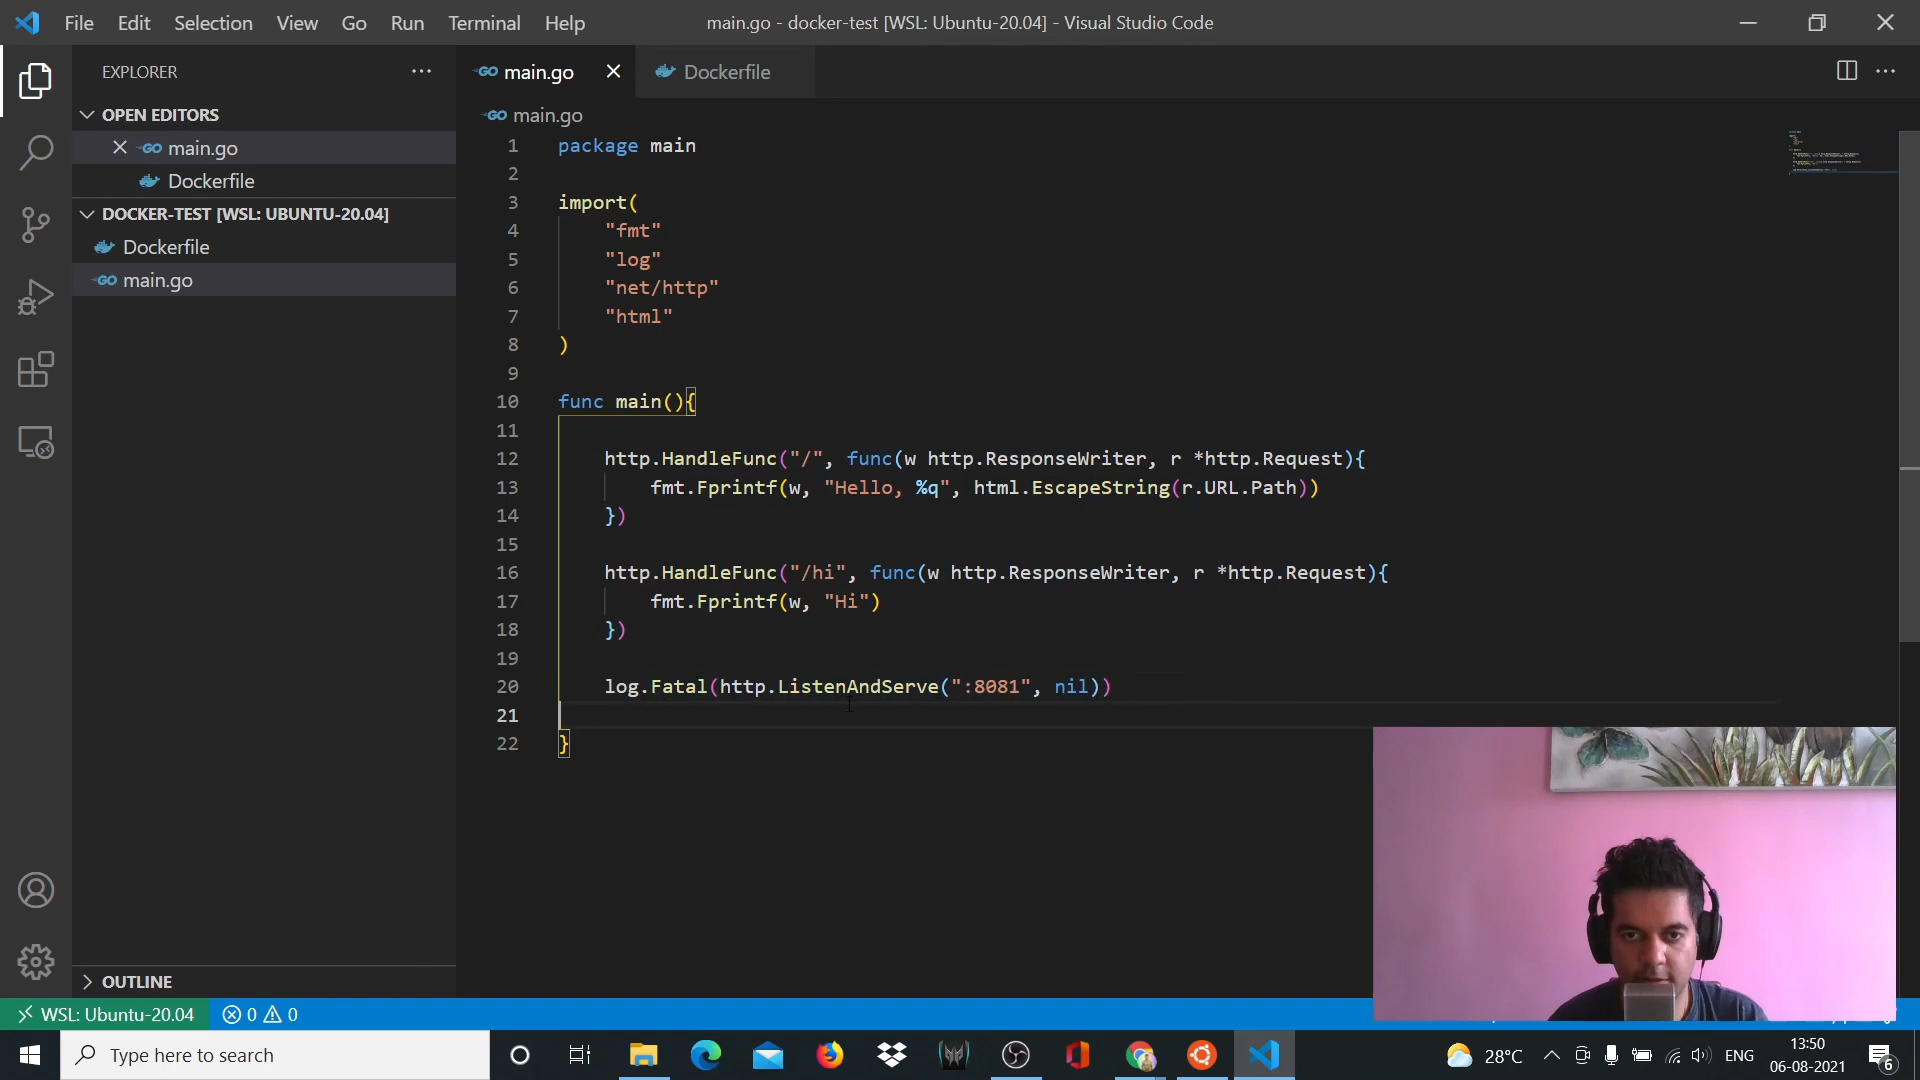 File Edit Selection View Go Run Terminal Help
main.go - docker-test [WSL: Ubuntu-20.04] - Visual Studio Code
EXPLORER
OPEN EDITORS
main.go
Dockerfile
DOCKER-TEST [WSL: UBUNTU-20.04]
Dockerfile
main.go
OUTLINE
main.go
Dockerfile
main.go
1 package main
2
3 import(
4 "fmt"
5 "log"
6 "net/http"
7 "html"
8 )
9
10 func main(){
11
12 http.HandleFunc("/", func(w http.ResponseWriter, r *http.Request){
13 fmt.Fprintf(w, "Hello, %q", html.EscapeString(r.URL.Path))
14 })
15
16 http.HandleFunc("/hi", func(w http.ResponseWriter, r *http.Request){
17 fmt.Fprintf(w, "Hi")
18 })
19
20 log.Fatal(http.ListenAndServe(":8081", nil))
21
22 }
WSL: Ubuntu-20.04 0 0
Type here to search
28°C
ENG
13:50
06-08-2021
6